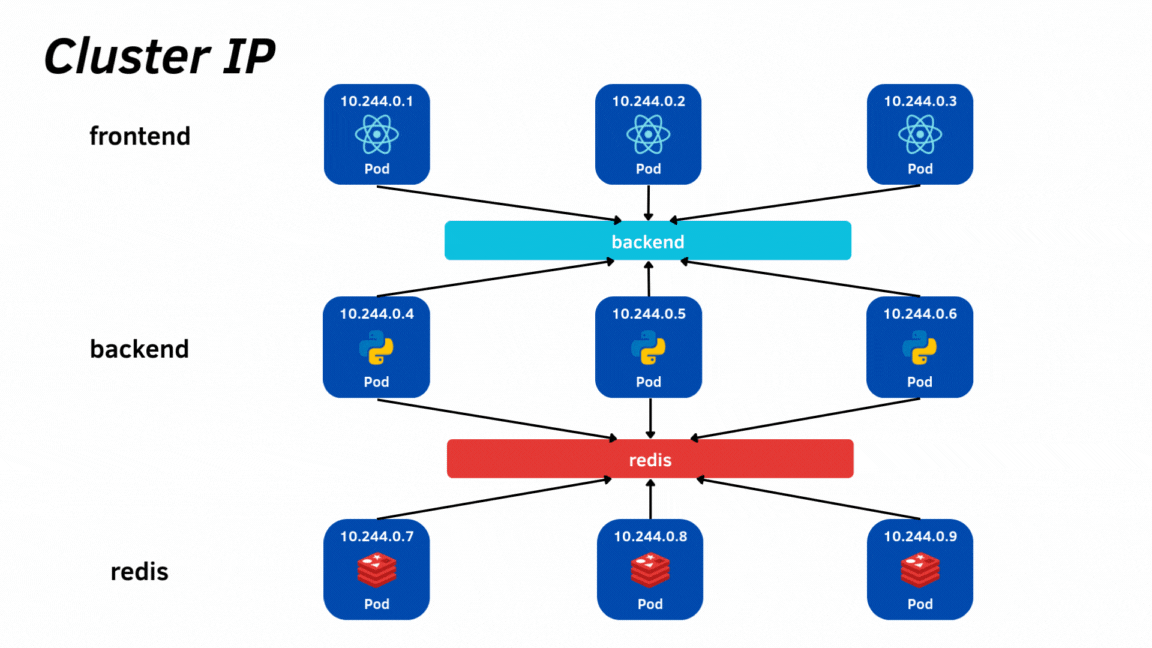 Cluster IP
frontend
10.244.0.1
Pod
10.244.0.2
Pod
10.244.0.3
Pod
backend
backend
10.244.0.4
Pod
10.244.0.5
Pod
10.244.0.6
Pod
redis
redis
10.244.0.7
Pod
10.244.0.8
Pod
10.244.0.9
Pod